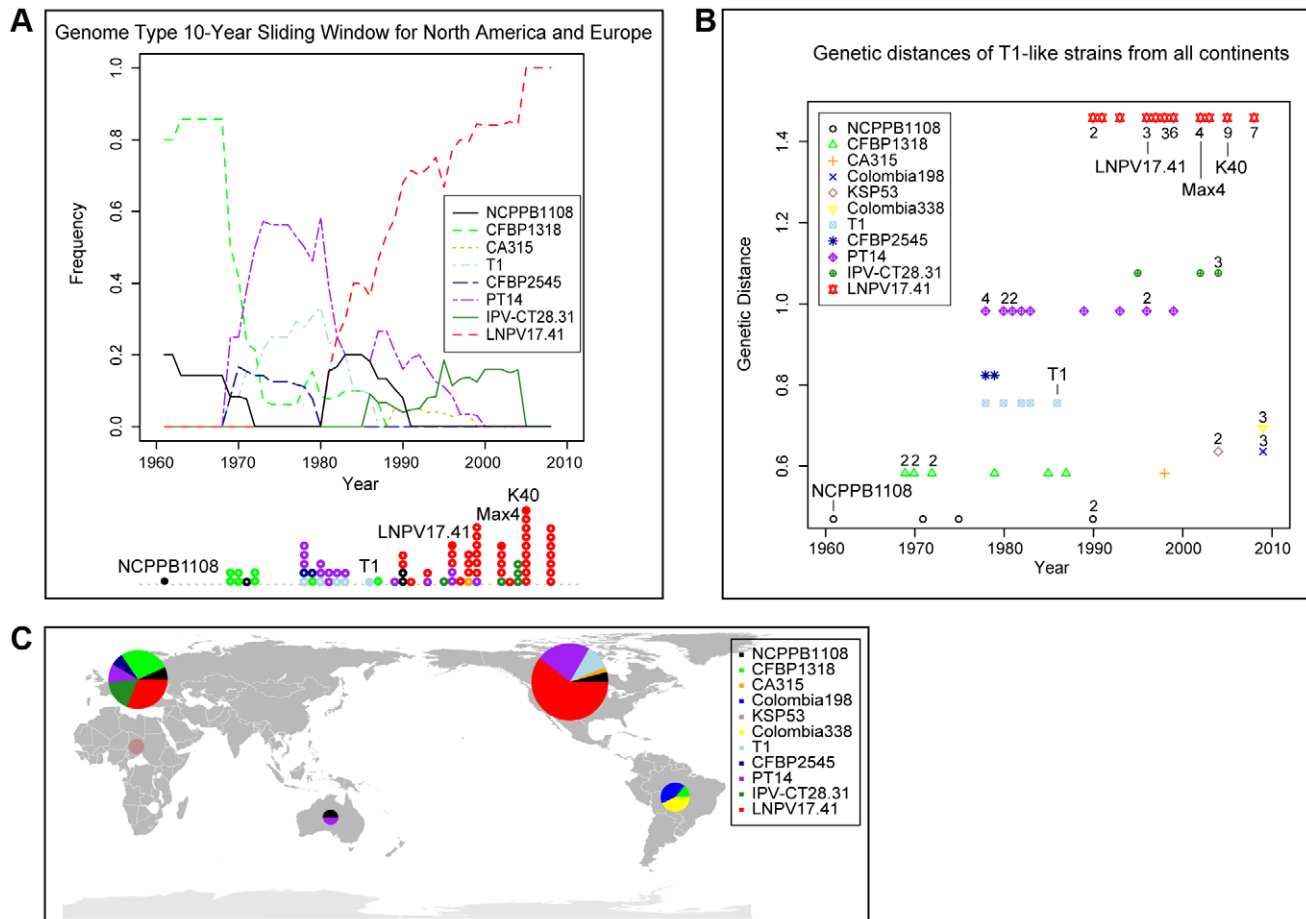 A
Genome Type 10-Year Sliding Window for North America and Europe
Frequency
1.0
0.8
0.6
0.4
0.2
0.0
NCPPB1108
CFBP1318
CA315
T1
CFBP2545
PT14
IPV-CT28.31
LNPV17.41
1960 1970 1980 1990 2000 2010
Year
NCPPB1108
T1
LNPV17.41
Max4
K40
B
Genetic distances of T1-like strains from all continents
Genetic Distance
1.4
1.2
1.0
0.8
0.6
NCPPB1108
CFBP1318
CA315
Colombia198
KSP53
Colombia338
T1
CFBP2545
PT14
IPV-CT28.31
LNPV17.41
2 3 36 4 9 7
LNPV17.41
Max4
K40
3
4 22 2
T1
3
2 3
22 2
NCPPB1108
2
1960 1970 1980 1990 2000 2010
Year
C
NCPPB1108
CFBP1318
CA315
Colombia198
KSP53
Colombia338
T1
CFBP2545
PT14
IPV-CT28.31
LNPV17.41